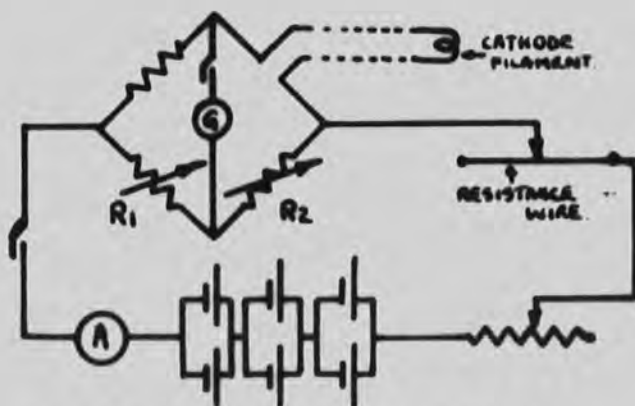 CATHODE
FILAMENT.
G
R1
R2
RESISTANCE
WIRE.
A